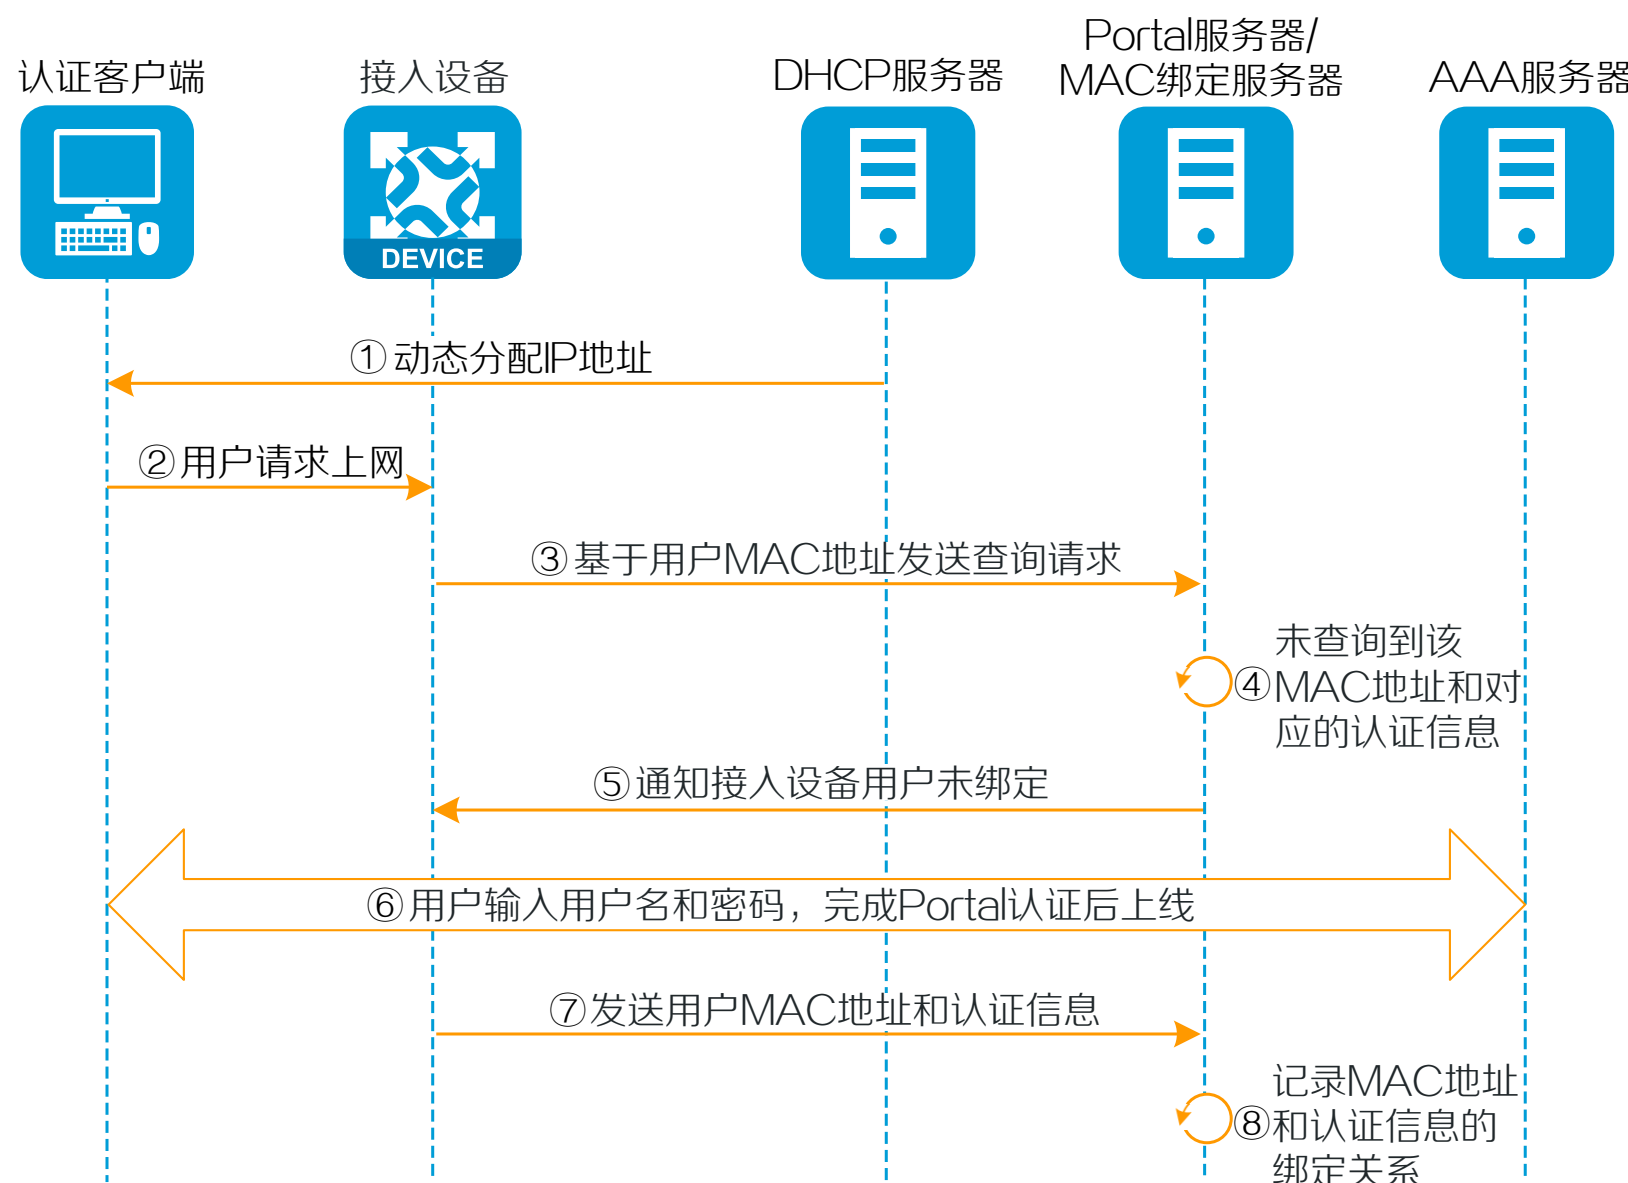 认证客户端
接入设备
DHCP服务器
Portal服务器/
MAC绑定服务器
AAA服务器
DEVICE
①动态分配IP地址
②用户请求上网
③基于用户MAC地址发送查询请求
未查询到该
④MAC地址和对
应的认证信息
⑤通知接入设备用户未绑定
⑥用户输入用户名和密码，完成Portal认证后上线
⑦发送用户MAC地址和认证信息
记录MAC地址
⑧和认证信息的
绑定关系